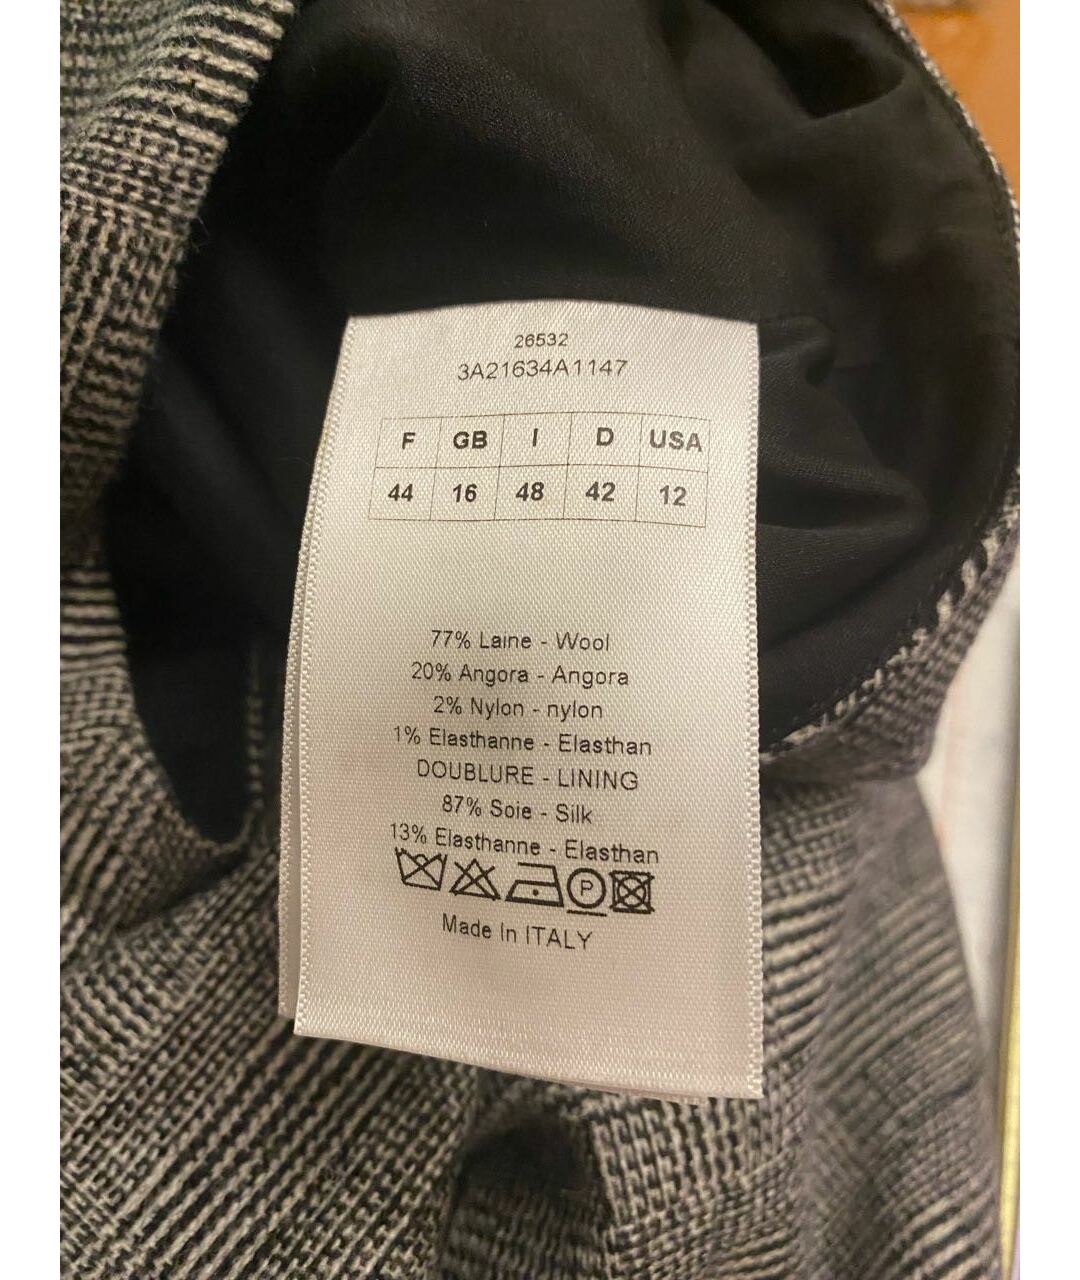 26532
3A21634A1147
F GB I D USA
44 16 48 42 12
77% Laine - Wool
20% Angora - Angora
2% Nylon - nylon
1% Elasthanne - Elasthan
DOUBLURE - LINING
87% Soie - Silk
13% Elasthanne - Elasthan
P
Made In ITALY